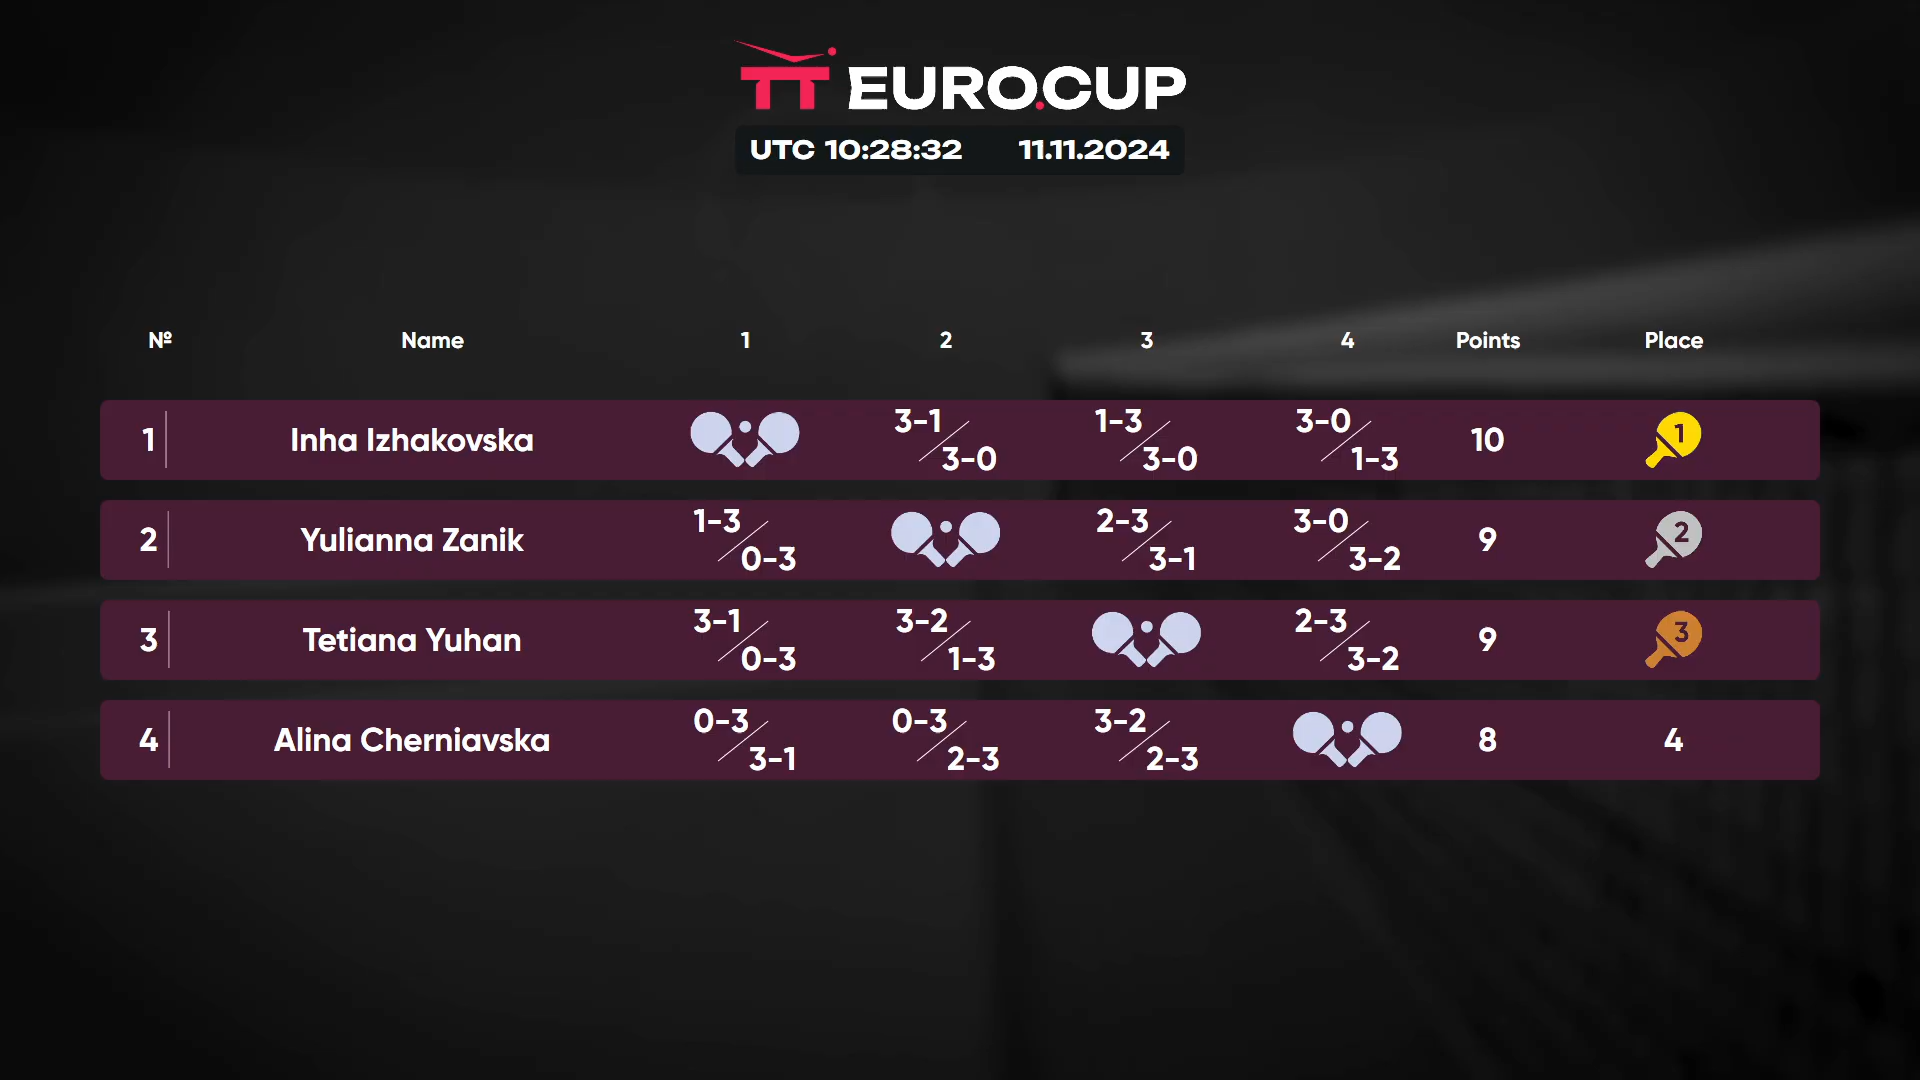 TT EURO.CUP
UTC 10:28:32 11.11.2024
№ Name 1 2 3 4 Points Place
1 Inha Izhakovska 3-1 3-0 1-3 3-0 3-0 1-3 10 1
2 Yulianna Zanik 1-3 0-3 2-3 3-1 3-0 3-2 9 2
3 Tetiana Yuhan 3-1 0-3 3-2 1-3 2-3 3-2 9 3
4 Alina Cherniavska 0-3 3-1 0-3 2-3 3-2 2-3 8 4